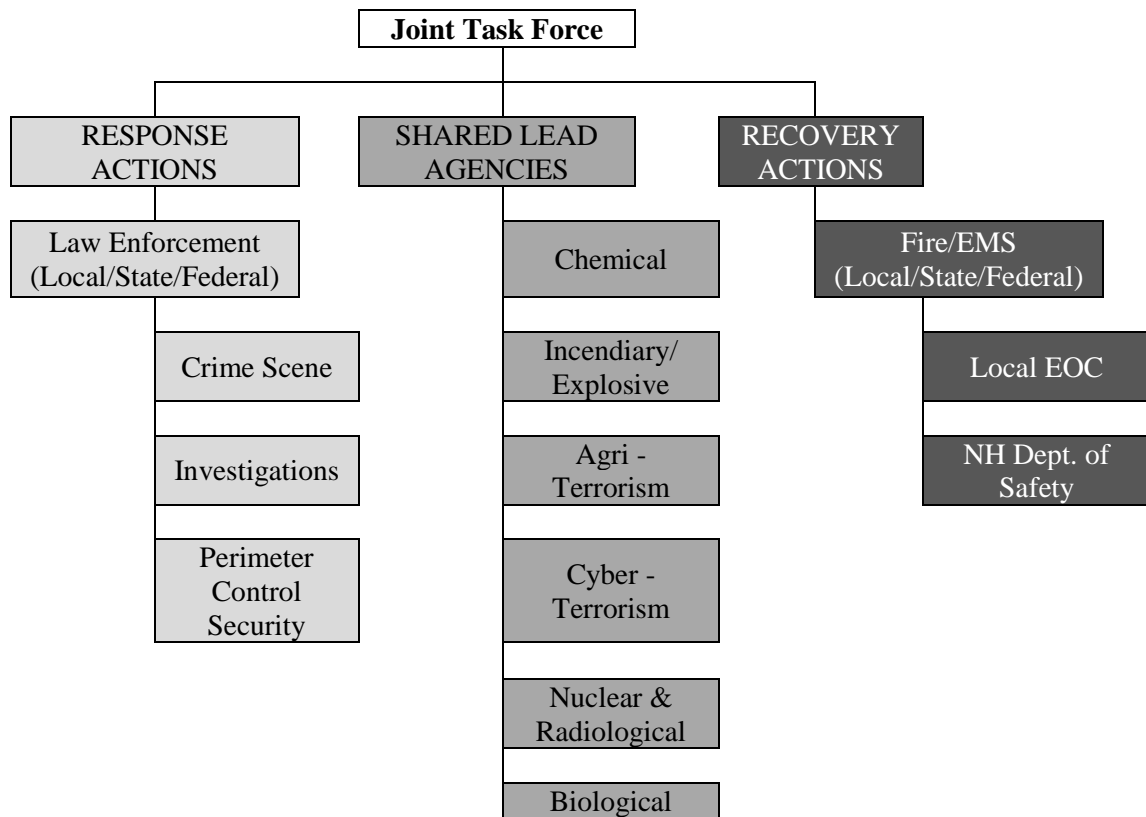 Joint Task Force
RESPONSE
ACTIONS
SHARED LEAD
AGENCIES
RECOVERY
ACTIONS
Law Enforcement
(Local/State/Federal)
Crime Scene
Investigations
Perimeter
Control
Security
Chemical
Incendiary/
Explosive
Agri -
Terrorism
Cyber -
Terrorism
Nuclear &
Radiological
Biological
Fire/EMS
(Local/State/Federal)
Local EOC
NH Dept. of
Safety